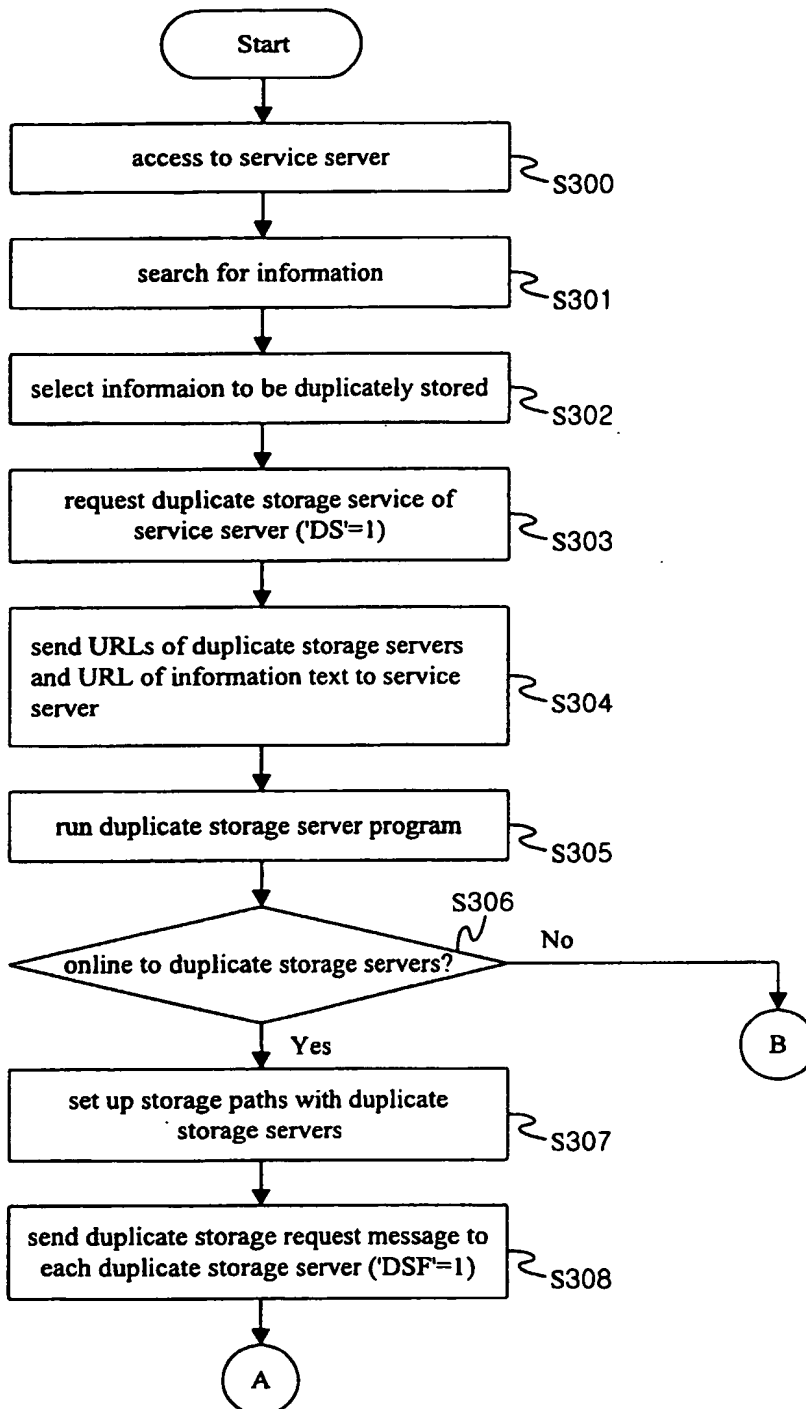 Start
access to service server
S300
search for information
S301
select informaion to be duplicately stored
S302
request duplicate storage service of
service server ('DS'=1)
S303
send URLs of duplicate storage servers
and URL of information text to service
server
S304
run duplicate storage server program
S305
S306
online to duplicate storage servers?
No
B
Yes
set up storage paths with duplicate
storage servers
S307
send duplicate storage request message to
each duplicate storage server ('DSF'=1)
S308
A